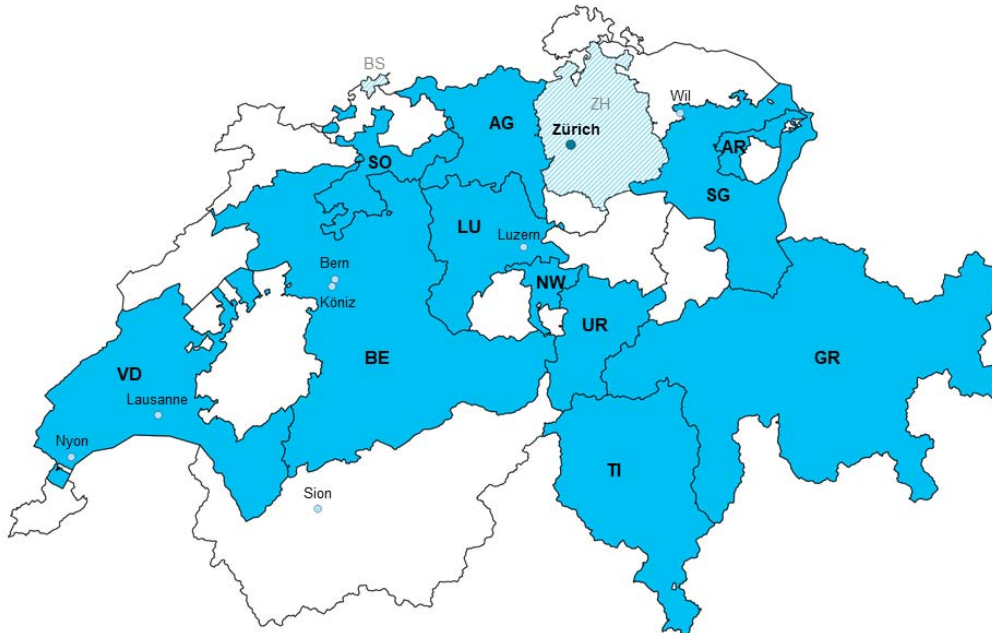 BS
Wil
ZH
AG
Zürich
AR
SO
SG
LU
Luzern
Bern
NW
Köniz
UR
BE
GR
VD
Lausanne
Nyon
TI
Sion